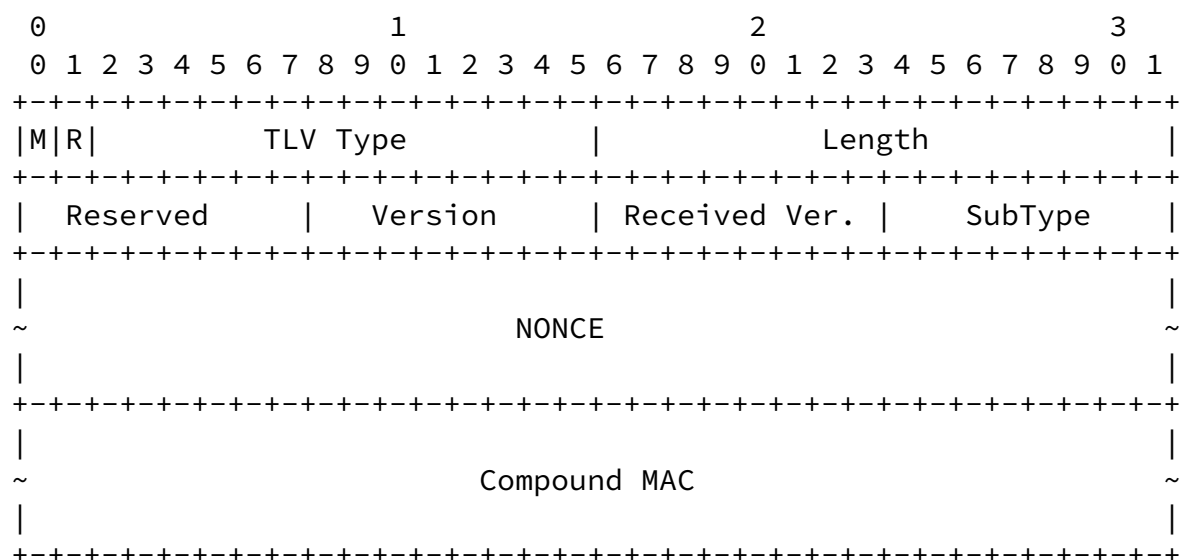 0                   1                   2                   3
 0 1 2 3 4 5 6 7 8 9 0 1 2 3 4 5 6 7 8 9 0 1 2 3 4 5 6 7 8 9 0 1
+-+-+-+-+-+-+-+-+-+-+-+-+-+-+-+-+-+-+-+-+-+-+-+-+-+-+-+-+-+-+-+-+
|M|R|         TLV Type          |            Length             |
+-+-+-+-+-+-+-+-+-+-+-+-+-+-+-+-+-+-+-+-+-+-+-+-+-+-+-+-+-+-+-+-+
|  Reserved     |   Version     | Received Ver. |    SubType    |
+-+-+-+-+-+-+-+-+-+-+-+-+-+-+-+-+-+-+-+-+-+-+-+-+-+-+-+-+-+-+-+-+
|                                                               |
~                           NONCE                               ~
|                                                               |
+-+-+-+-+-+-+-+-+-+-+-+-+-+-+-+-+-+-+-+-+-+-+-+-+-+-+-+-+-+-+-+-+
|                                                               |
~                         Compound MAC                          ~
|                                                               |
+-+-+-+-+-+-+-+-+-+-+-+-+-+-+-+-+-+-+-+-+-+-+-+-+-+-+-+-+-+-+-+-+